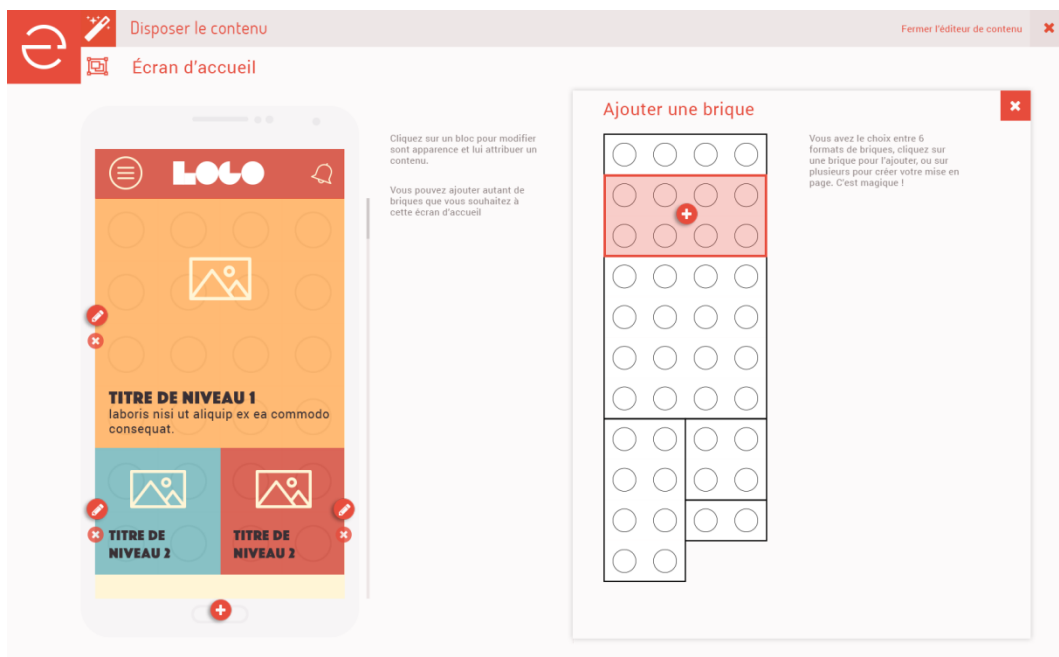 Disposer le contenu
Fermer l'éditeur de contenu
Écran d'accueil
LOGO
TITRE DE NIVEAU 1
laboris nisi ut aliquip ex ea commodo
consequat.
TITRE DE
NIVEAU 2
TITRE DE
NIVEAU 2
Cliquez sur un bloc pour modifier
sont apparence et lui attribuer un
contenu.
Vous pouvez ajouter autant de
briques que vous souhaitez à
cette écran d'accueil
Ajouter une brique
Vous avez le choix entre 6
formats de briques, cliquez sur
une brique pour l'ajouter, ou sur
plusieurs pour créer votre mise en
page. C'est magique !